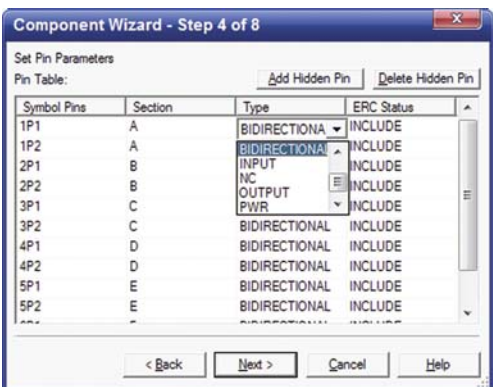 Component Wizard - Step 4 of 8
Set Pin Parameters
Pin Table:
Add Hidden Pin
Delete Hidden Pin
Symbol Pins Section Type ERC Status
1P1 A BIDIRECTIONA INCLUDE
1P2 A BIDIRECTIONAL INCLUDE
2P1 B INPUT INCLUDE
2P2 B NC INCLUDE
3P1 C OUTPUT INCLUDE
PWR
3P2 C BIDIRECTIONAL INCLUDE
4P1 D BIDIRECTIONAL INCLUDE
4P2 D BIDIRECTIONAL INCLUDE
5P1 E BIDIRECTIONAL INCLUDE
5P2 E BIDIRECTIONAL INCLUDE
< Back
Next >
Cancel
Help